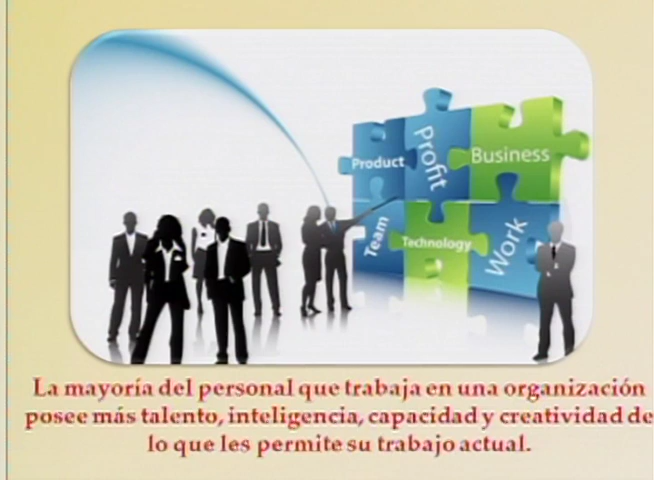 Product
Profit
Business
Team
Technology
Work
La mayoría del personal que trabaja en una organización
posee más talento, inteligencia, capacidad y creatividad de
lo que les permite su trabajo actual.